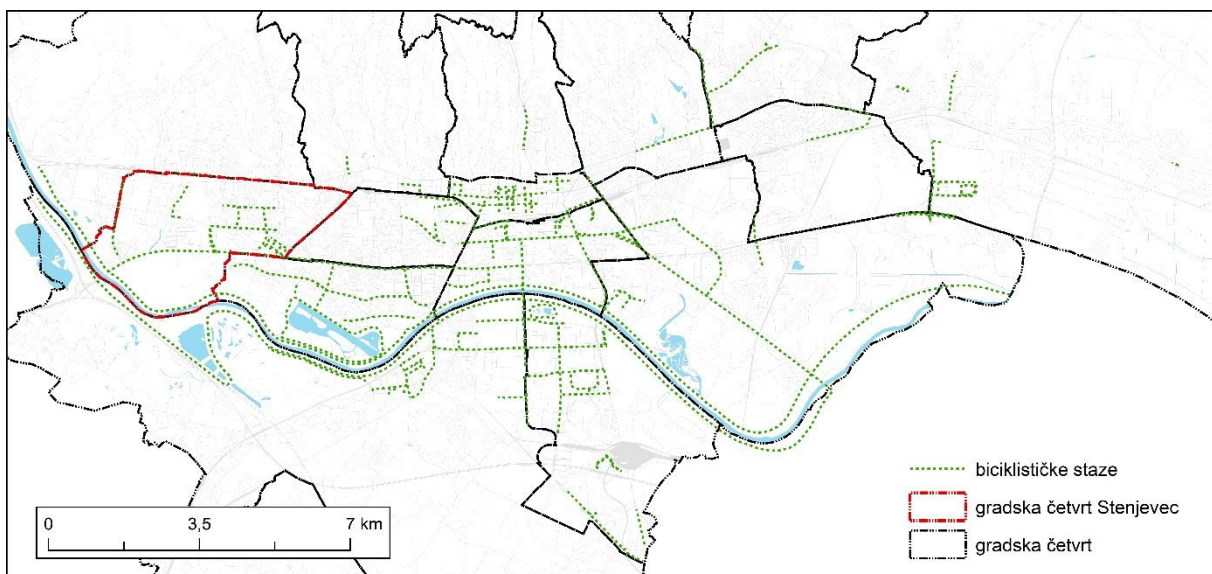 biciklističke staze
gradska četvrt Stenjevec
gradska četvrt
0 3,5 7 km